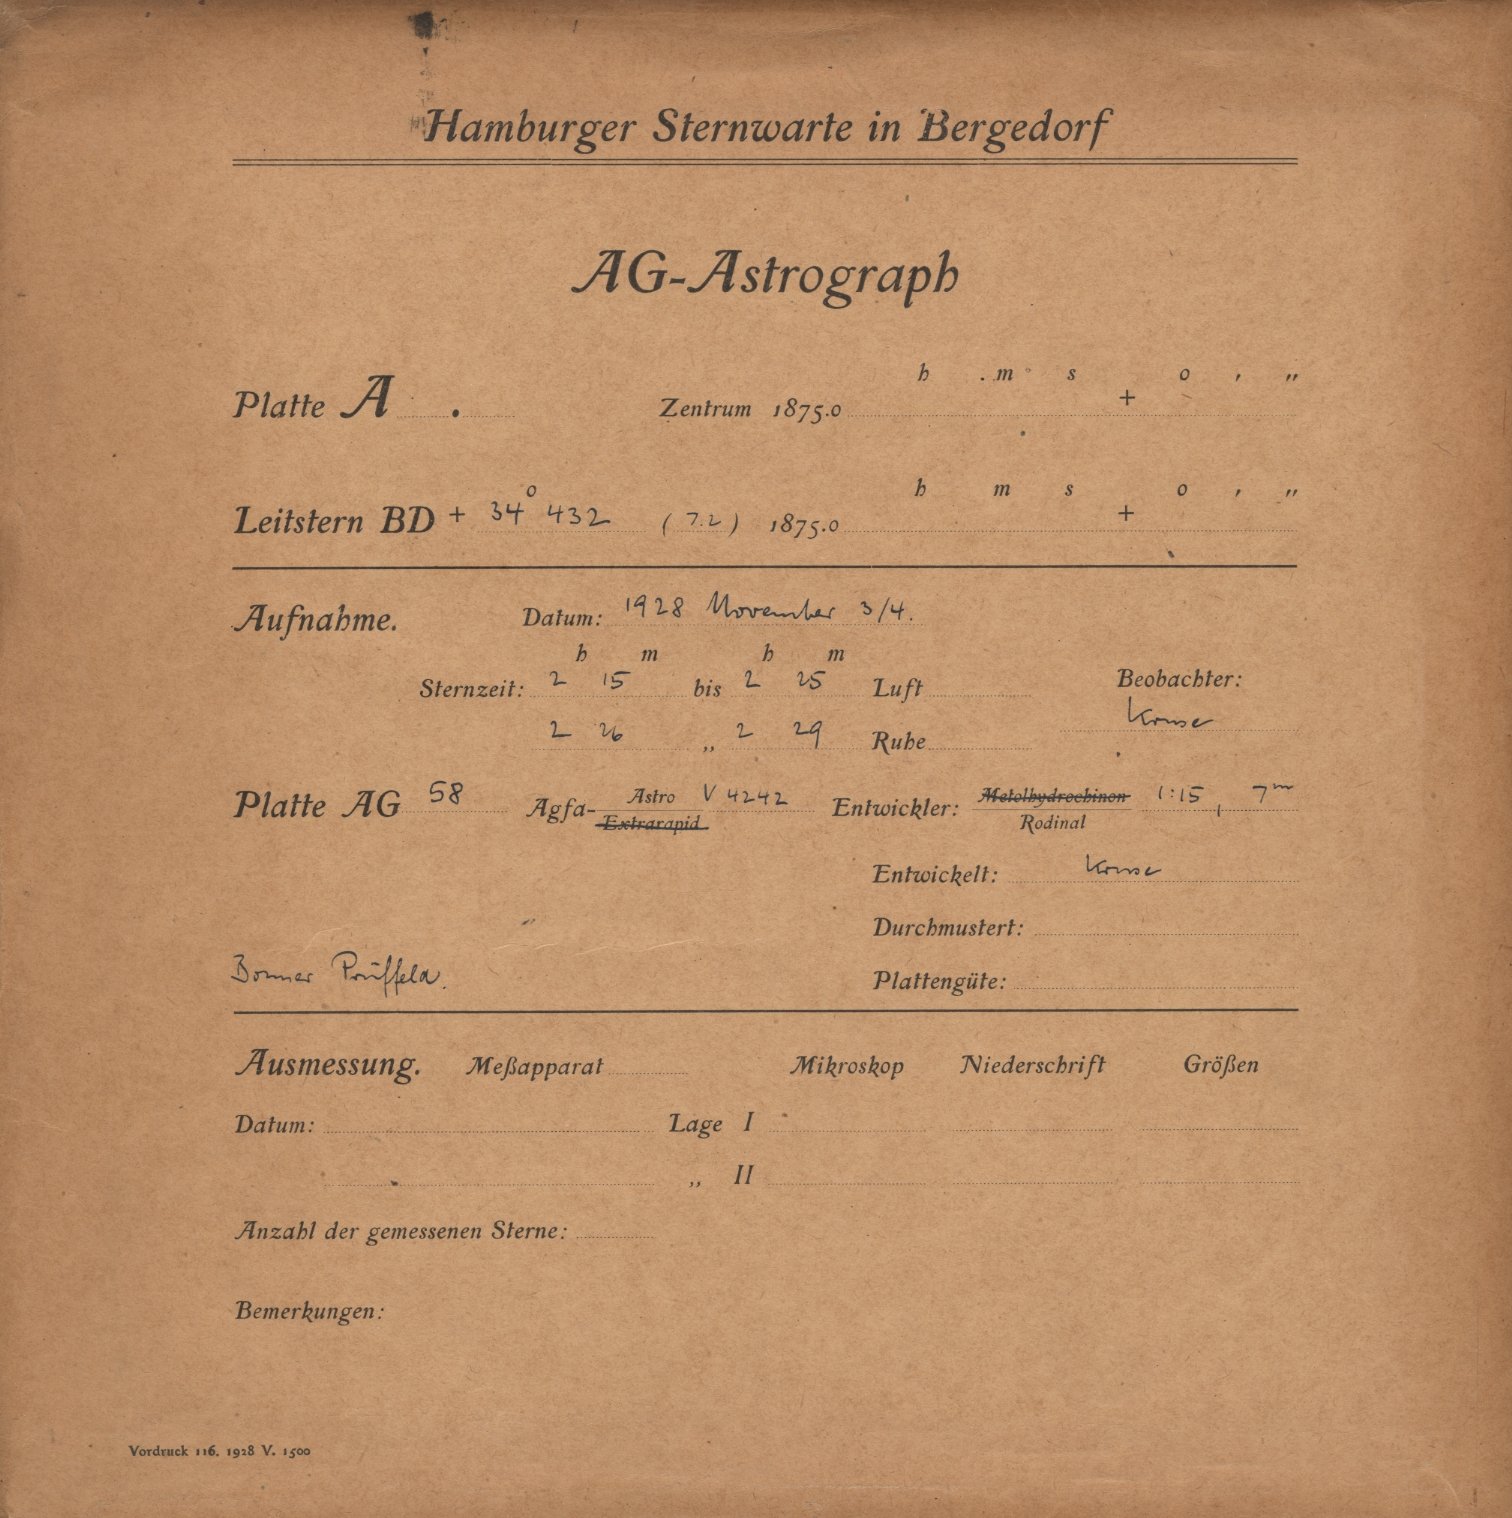 Hamburger Sternwarte in Bergedorf
AG-Astrograph
h m s o ' "
Platte A . Zentrum 1875.0 +
h m s o ' "
Leitstern BD + 34° 432 (7.2) 1875.0 +
Aufnahme. Datum: 1928 November 3/4.
h m h m
Sternzeit: 2 15 bis 2 25 Luft Beobachter:
2 26 „ 2 29 Ruhe Kruse
Platte AG 58 Agfa- Astro V 4242 Entwickler: Metolhydrochinon 1:15, 7m
Extrarapid Rodinal
Entwickelt: Kruse
Durchmustert:
Bonner Prüffeld. Plattengüte:
Ausmessung. Meßapparat Mikroskop Niederschrift Größen
Datum: Lage I
„ II
Anzahl der gemessenen Sterne:
Bemerkungen:
Vordruck 116. 1928 V. 1500